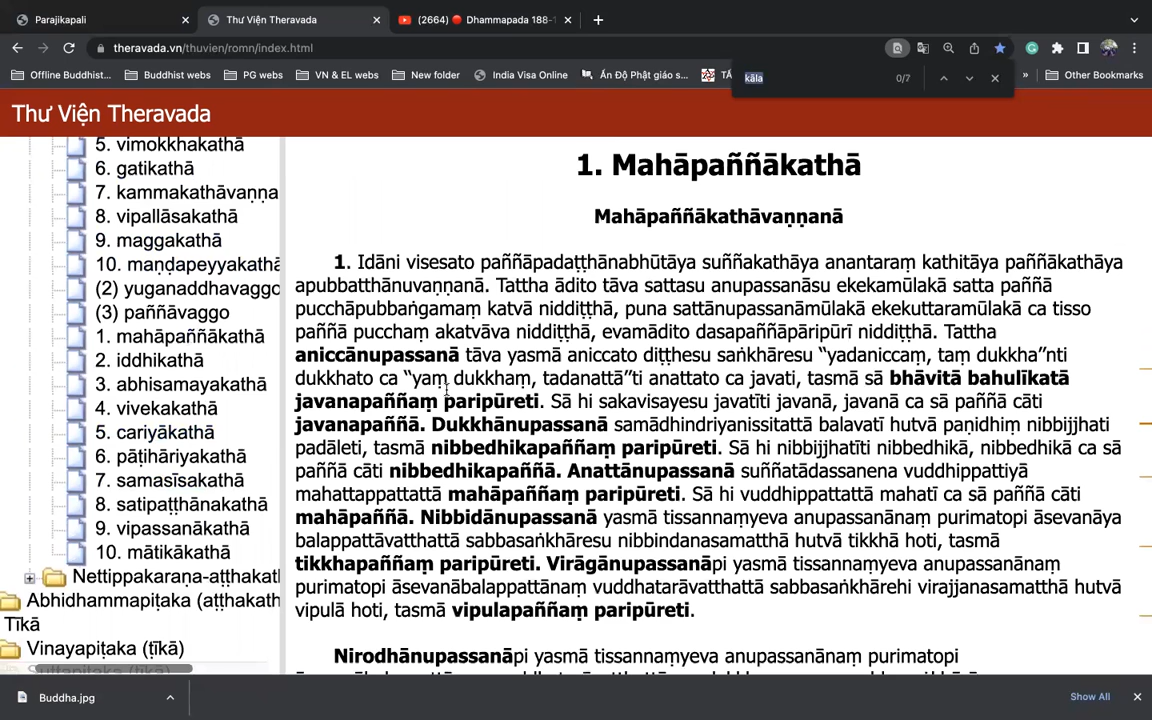 Parajikapali
Thư Viện Theravada
(2664) 🔴 Dhammapada 188-1
theravada.vn/thuvien/romn/index.html
Offline Buddhist...
Buddhist webs
PG webs
VN & EL webs
New folder
India Visa Online
Ấn Độ Phật giáo s...
Other Bookmarks
kāla
0/7
Thư Viện Theravada
5. vimokkhakathā
6. gatikathā
7. kammakathāvaṇṇa
8. vipallāsakathā
9. maggakathā
10. maṇḍapeyyakathā
(2) yuganaddhavaggo
(3) paññāvaggo
1. mahāpaññākathā
2. iddhikathā
3. abhisamayakathā
4. vivekakathā
5. cariyākathā
6. pāṭihāriyakathā
7. samasīsakathā
8. satipaṭṭhānakathā
9. vipassanākathā
10. mātikākathā
Nettippakaraṇa-aṭṭhakat
Abhidhammapiṭaka (aṭṭhakath
Tīkā
Vinayapiṭaka (ṭīkā)
Suttapiṭaka (ṭīkā)
1. Mahāpaññākathā
Mahāpaññākathāvaṇṇanā
1. Idāni visesato paññāpadaṭṭhānabhūtāya suññakathāya anantaraṃ kathitāya paññākathāya
apubbatthānuvaṇṇanā. Tattha ādito tāva sattasu anupassanāsu ekekamūlakā satta paññā
pucchāpubbaṅgamaṃ katvā niddiṭṭhā, puna sattānupassanāmūlakā ekekuttaramūlakā ca tisso
paññā pucchaṃ akatvāva niddiṭṭhā, evamādito dasapaññāpāripūrī niddiṭṭhā. Tattha
aniccānupassanā tāva yasmā aniccato diṭṭhesu saṅkhāresu “yadaniccaṃ, taṃ dukkha”nti
dukkhato ca “yaṃ dukkhaṃ, tadanattā”ti anattato ca javati, tasmā sā bhāvitā bahulīkatā
javanapaññaṃ paripūreti. Sā hi sakavisayesu javatīti javanā, javanā ca sā paññā cāti
javanapaññā. Dukkhānupassanā samādhindriyanissitattā balavatī hutvā paṇidhiṃ nibbijjhati
padāleti, tasmā nibbedhikapaññaṃ paripūreti. Sā hi nibbijjhatīti nibbedhikā, nibbedhikā ca sā
paññā cāti nibbedhikapaññā. Anattānupassanā suññatādassanena vuddhippattiyā
mahattappattattā mahāpaññaṃ paripūreti. Sā hi vuddhippattattā mahatī ca sā paññā cāti
mahāpaññā. Nibbidānupassanā yasmā tissannaṃyeva anupassanānaṃ purimatopi āsevanāya
balappattāvatthattā sabbasaṅkhāresu nibbindanasamatthā hutvā tikkhā hoti, tasmā
tikkhapaññaṃ paripūreti. Virāgānupassanāpi yasmā tissannaṃyeva anupassanānaṃ
purimatopi āsevanābalappattānaṃ vuddhatarāvatthattā sabbasaṅkhārehi virajjanasamatthā hutvā
vipulā hoti, tasmā vipulapaññaṃ paripūreti.
Nirodhānupassanāpi yasmā tissannaṃyeva anupassanānaṃ purimatopi
Buddha.jpg
Show All